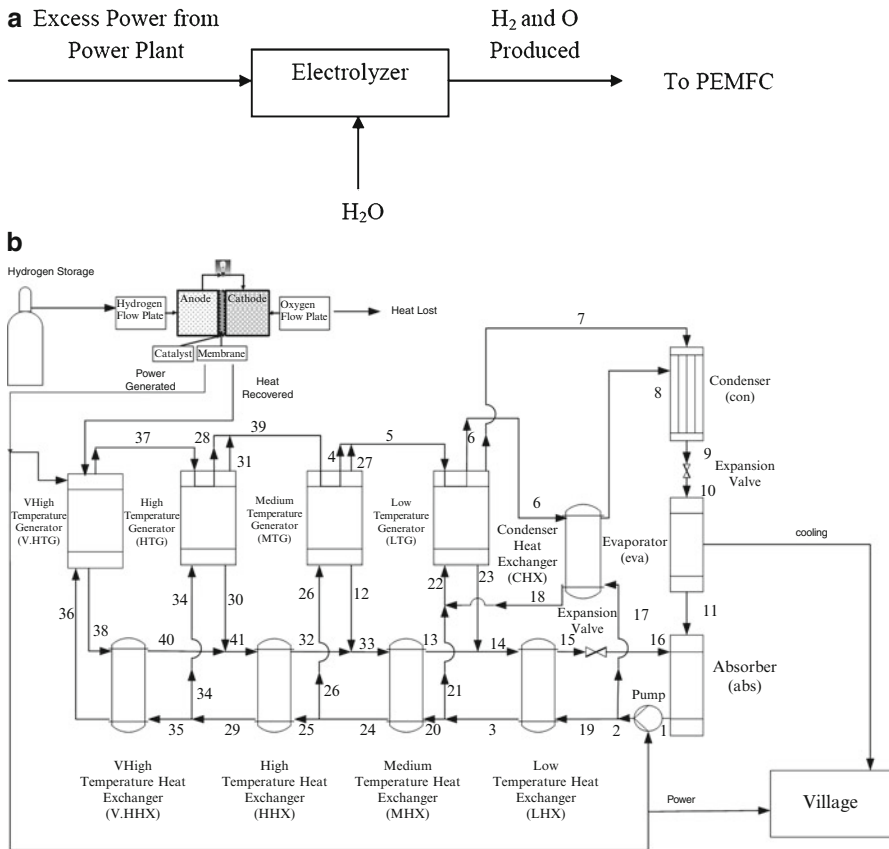 a
Excess Power from
Power Plant
H2 and O
Produced
Electrolyzer
To PEMFC
H2O
b
Hydrogen Storage
Hydrogen
Flow Plate
Anode
Cathode
Oxygen
Flow Plate
Heat Lost
Catalyst
Membrane
Power
Generated
Heat
Recovered
7
8
Condenser
(con)
37
28
39
31
4
5
27
6
9
Expansion
Valve
10
VHigh
Temperature
Generator
(V.HTG)
High
Temperature
Generator
(HTG)
Medium
Temperature
Generator
(MTG)
Low
Temperature
Generator
(LTG)
6
Condenser
Heat
Exchanger
(CHX)
Evaporator
(eva)
cooling
36
38
34
30
26
12
22
23
18
Expansion
Valve
17
11
40
41
32
33
13
14
15
16
Absorber
(abs)
34
26
21
Pump
35
29
25
24
20
3
19
2
1
VHigh
Temperature Heat
Exchanger
(V.HHX)
High
Temperature Heat
Exchanger
(HHX)
Medium
Temperature Heat
Exchanger
(MHX)
Low
Temperature Heat
Exchanger
(LHX)
Power
Village